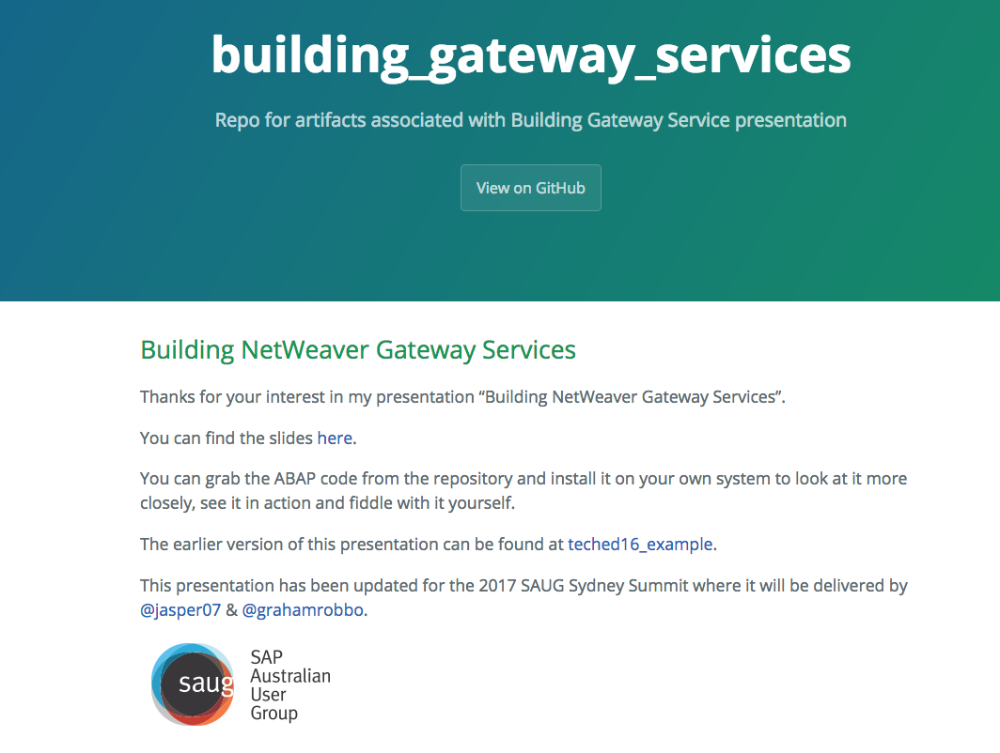 building_gateway_services
Repo for artifacts associated with Building Gateway Service presentation
View on GitHub
Building NetWeaver Gateway Services
Thanks for your interest in my presentation “Building NetWeaver Gateway Services”.
You can find the slides here.
You can grab the ABAP code from the repository and install it on your own system to look at it more
closely, see it in action and fiddle with it yourself.
The earlier version of this presentation can be found at teched16_example.
This presentation has been updated for the 2017 SAUG Sydney Summit where it will be delivered by
@jasper07 & @grahamrobbo.
saug
SAP
Australian
User
Group